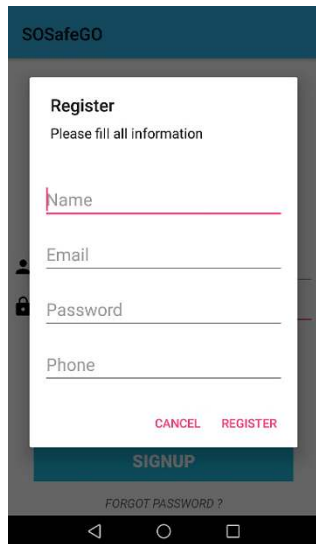 SOSafeGO
Register
Please fill all information
Name
Email
Password
Phone
CANCEL REGISTER
SIGNUP
FORGOT PASSWORD ?